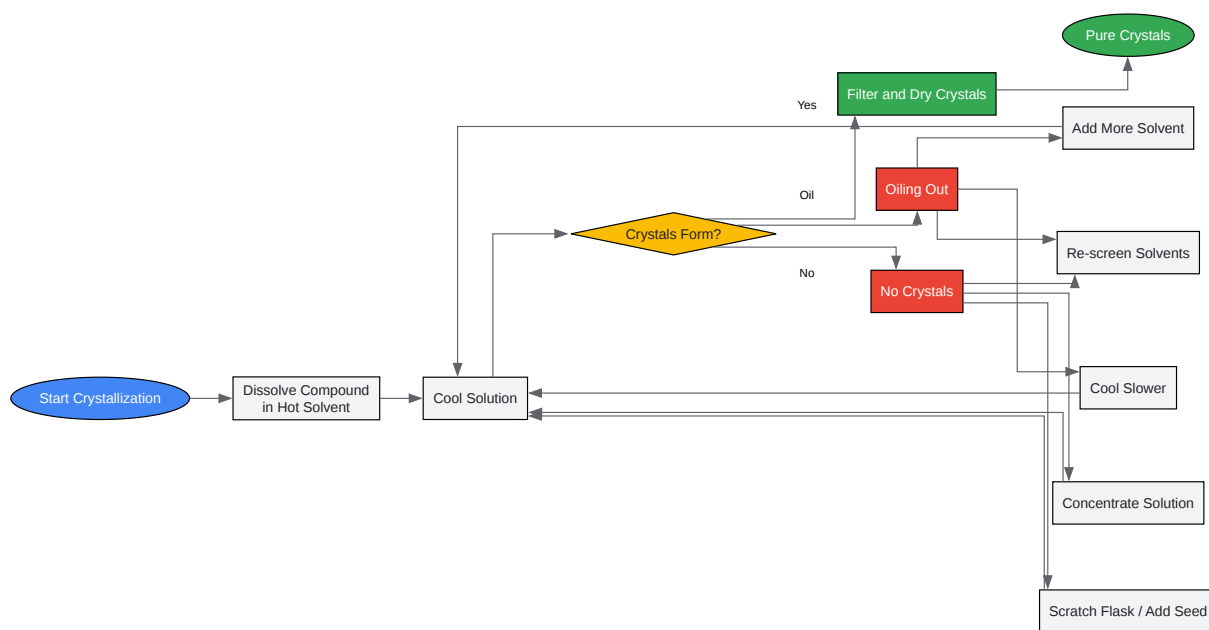 Pure Crystals
Filter and Dry Crystals
Yes
Add More Solvent
Oiling Out
Oil
Crystals Form?
Re-screen Solvents
No
No Crystals
Start Crystallization
Dissolve Compound
in Hot Solvent
Cool Solution
Cool Slower
Concentrate Solution
Scratch Flask / Add Seed